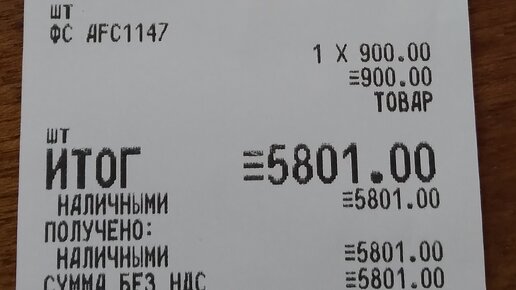 ШТ
ФС AFC1147
1 X 900.00
≡900.00
ТОВАР
ШТ
ИТОГ ≡5801.00
НАЛИЧНЫМИ ≡5801.00
ПОЛУЧЕНО:
НАЛИЧНЫМИ ≡5801.00
СУММА БЕЗ НДС ≡5801.00